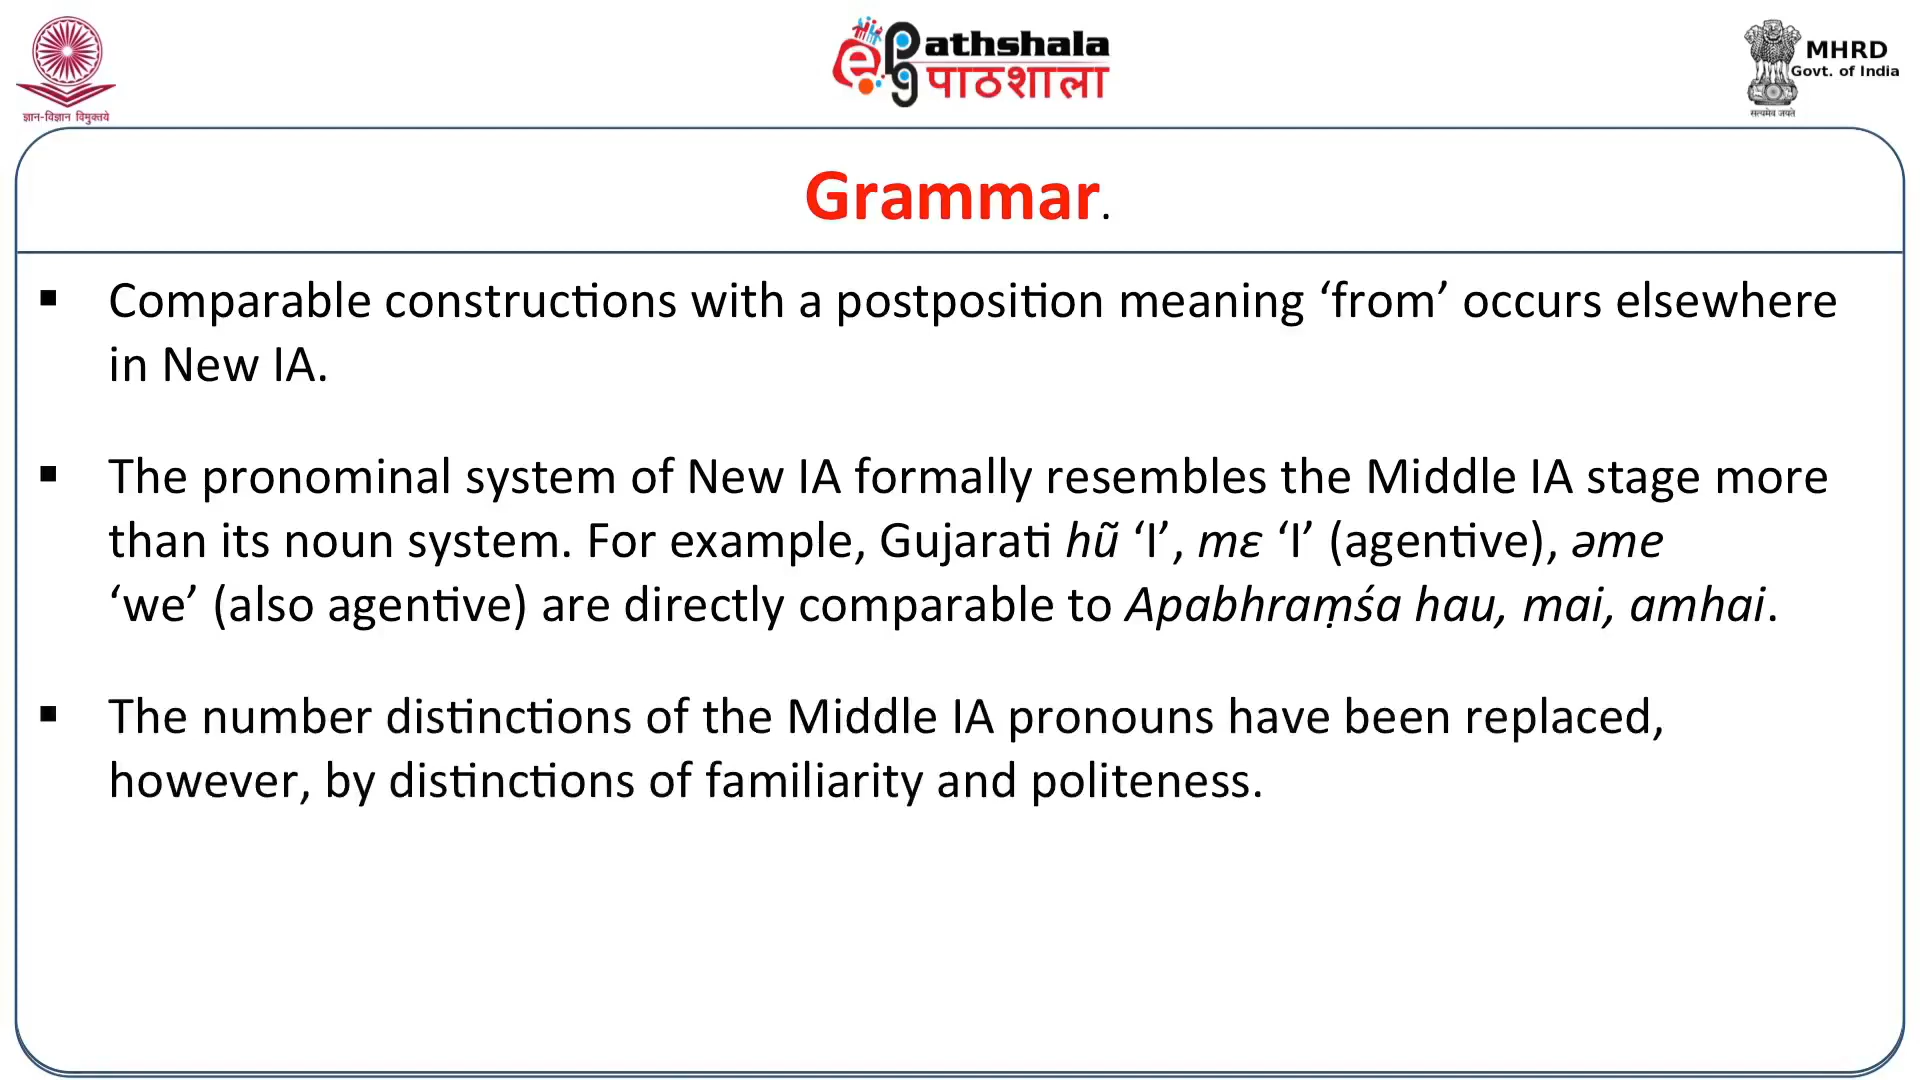 ज्ञान-विज्ञान विमुक्तये
epg Pathshala
पाठशाला
MHRD
Govt. of India
सत्यमेव जयते
Grammar.
▪ Comparable constructions with a postposition meaning ‘from’ occurs elsewhere
in New IA.
▪ The pronominal system of New IA formally resembles the Middle IA stage more
than its noun system. For example, Gujarati hũ ‘I’, mɛ ‘I’ (agentive), əme
‘we’ (also agentive) are directly comparable to Apabhraṃśa hau, mai, amhai.
▪ The number distinctions of the Middle IA pronouns have been replaced,
however, by distinctions of familiarity and politeness.